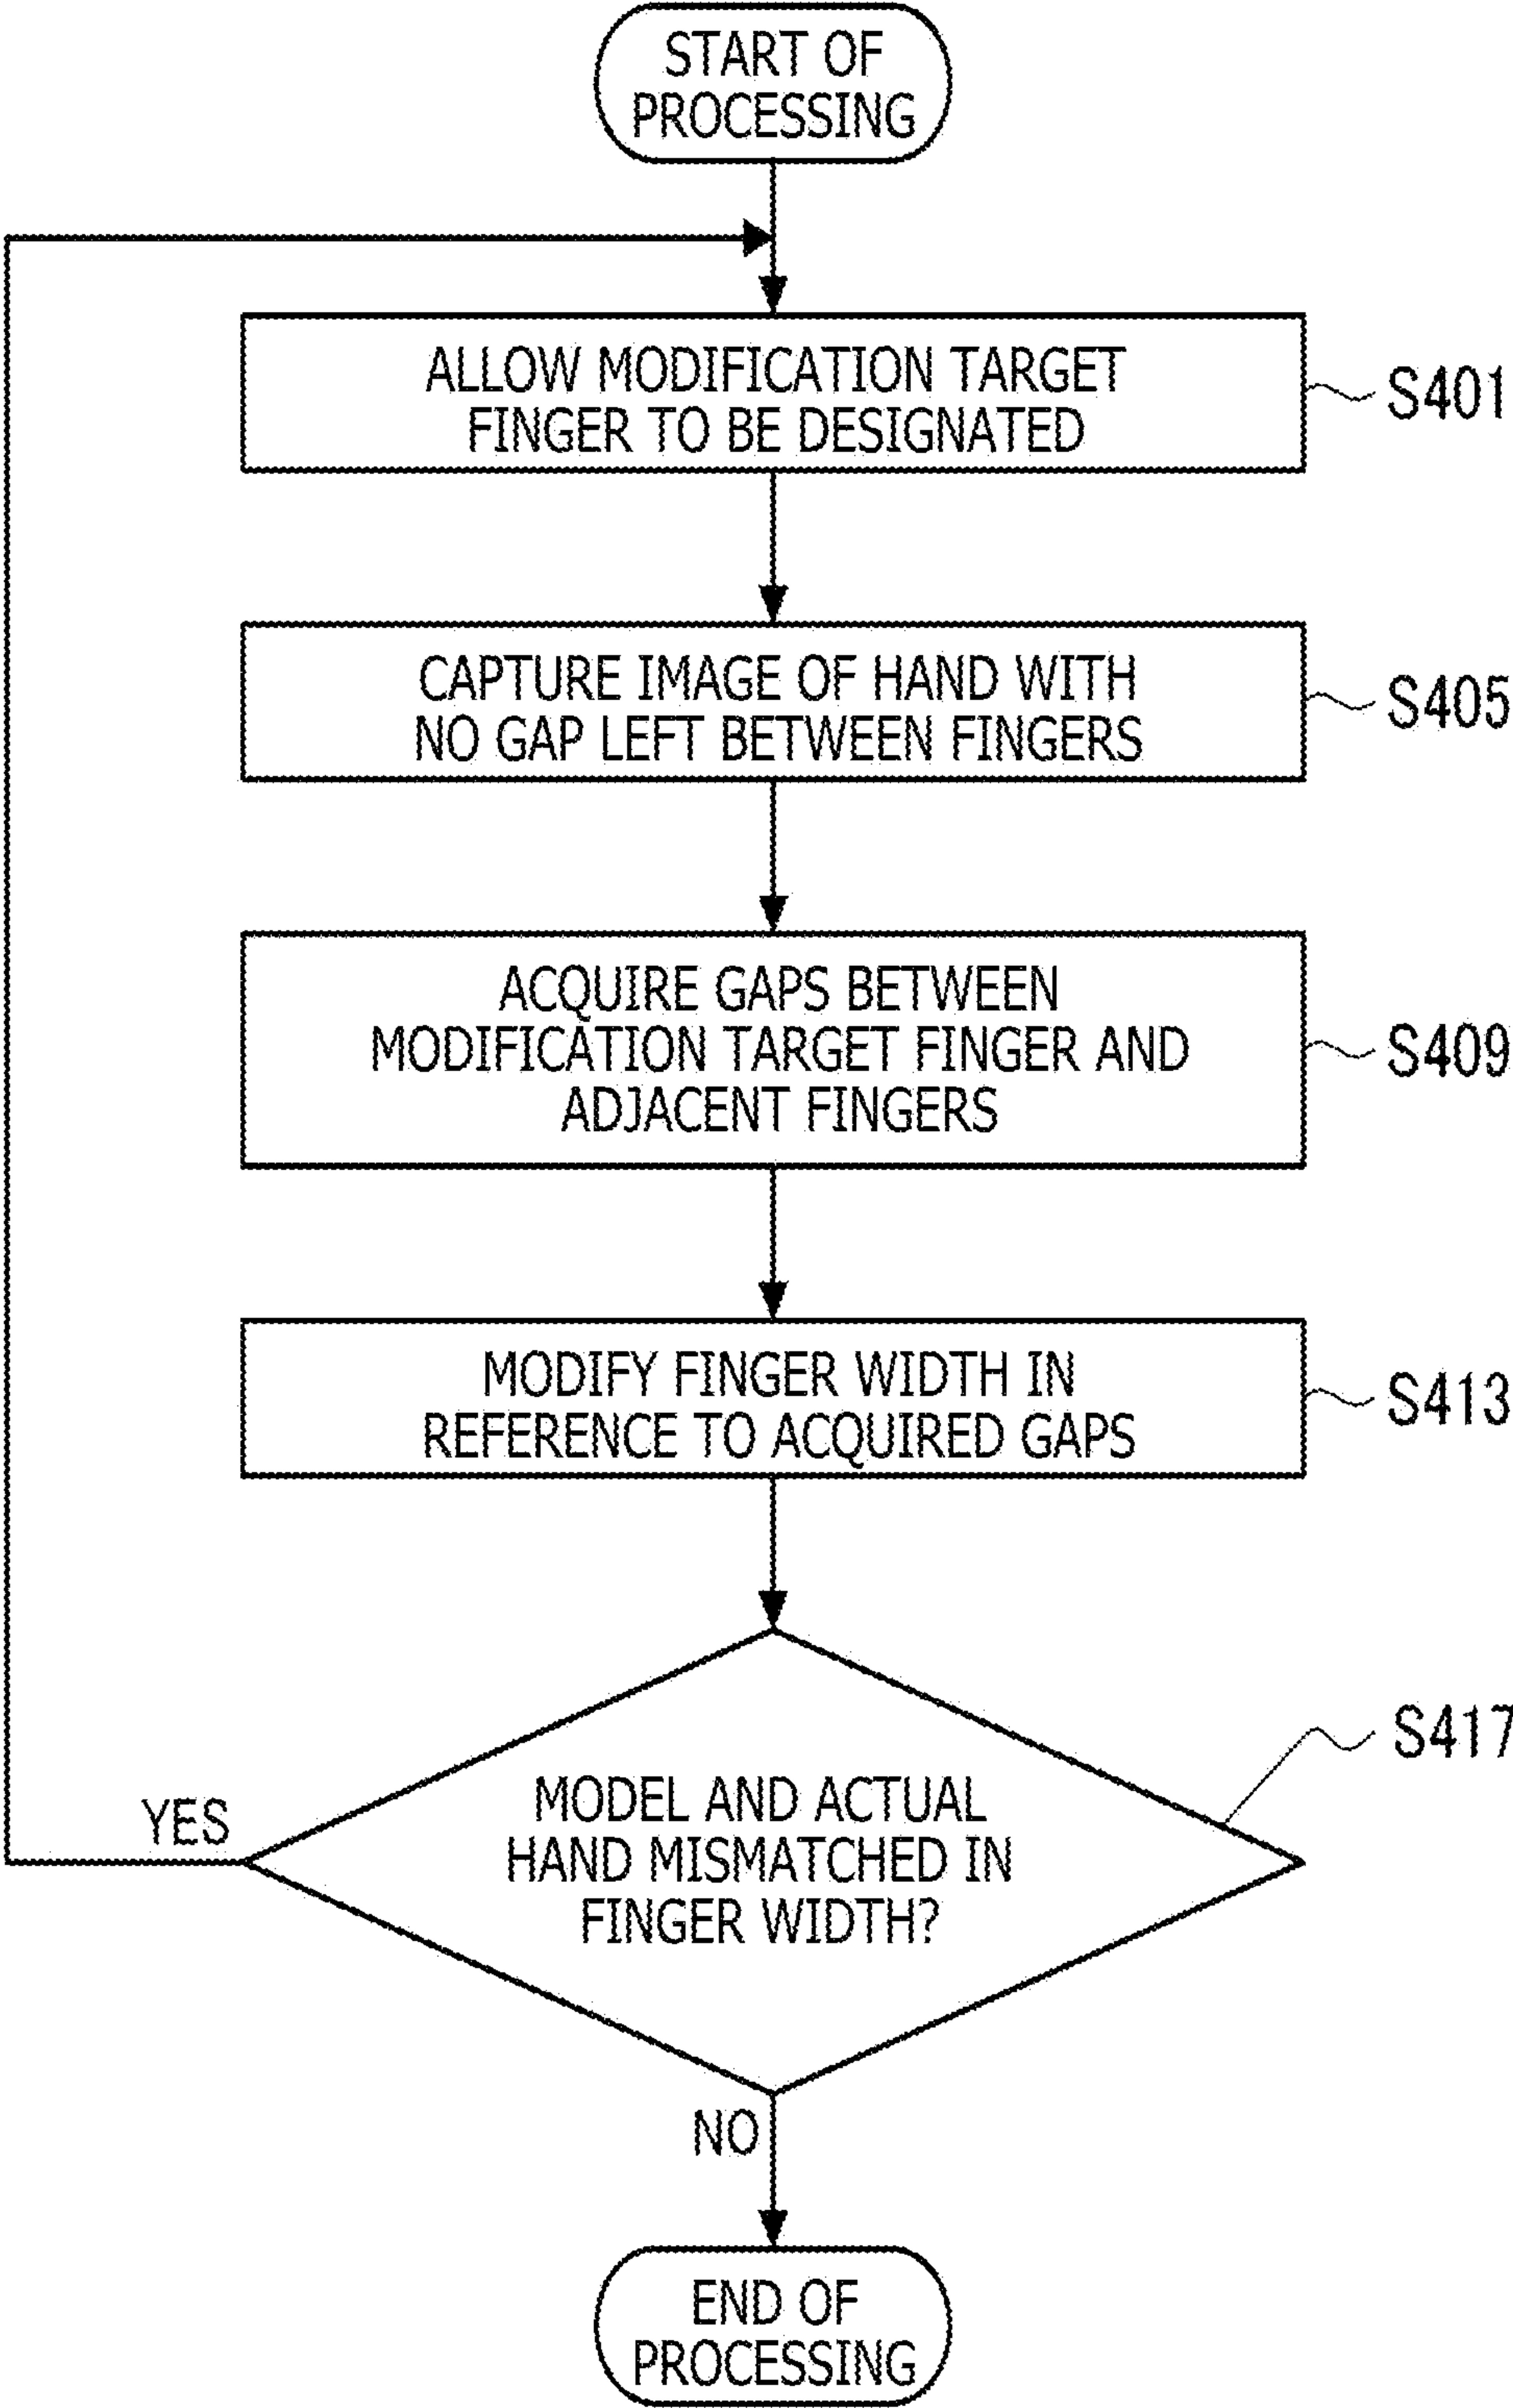 START OF
PROCESSING
ALLOW MODIFICATION TARGET
FINGER TO BE DESIGNATED
S401
CAPTURE IMAGE OF HAND WITH
NO GAP LEFT BETWEEN FINGERS
S405
ACQUIRE GAPS BETWEEN
MODIFICATION TARGET FINGER AND
ADJACENT FINGERS
S409
MODIFY FINGER WIDTH IN
REFERENCE TO ACQUIRED GAPS
S413
MODEL AND ACTUAL
HAND MISMATCHED IN
FINGER WIDTH?
S417
YES
NO
END OF
PROCESSING